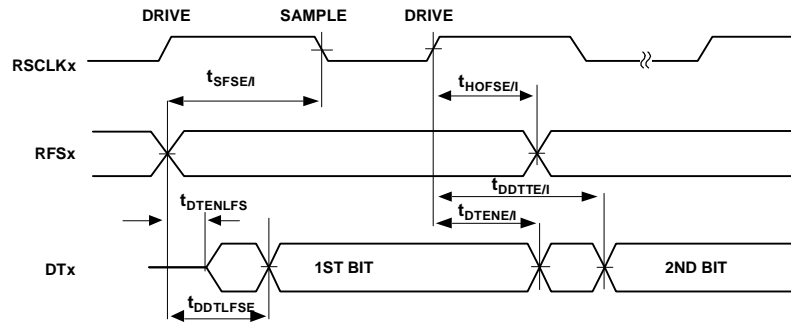 DRIVE SAMPLE DRIVE
RSCLKx
tSFSE/I
tHOFSE/I
RFSx
tDDTTE/I
tDTENLFS
tDTENE/I
DTx
1ST BIT
2ND BIT
tDDTLFSE